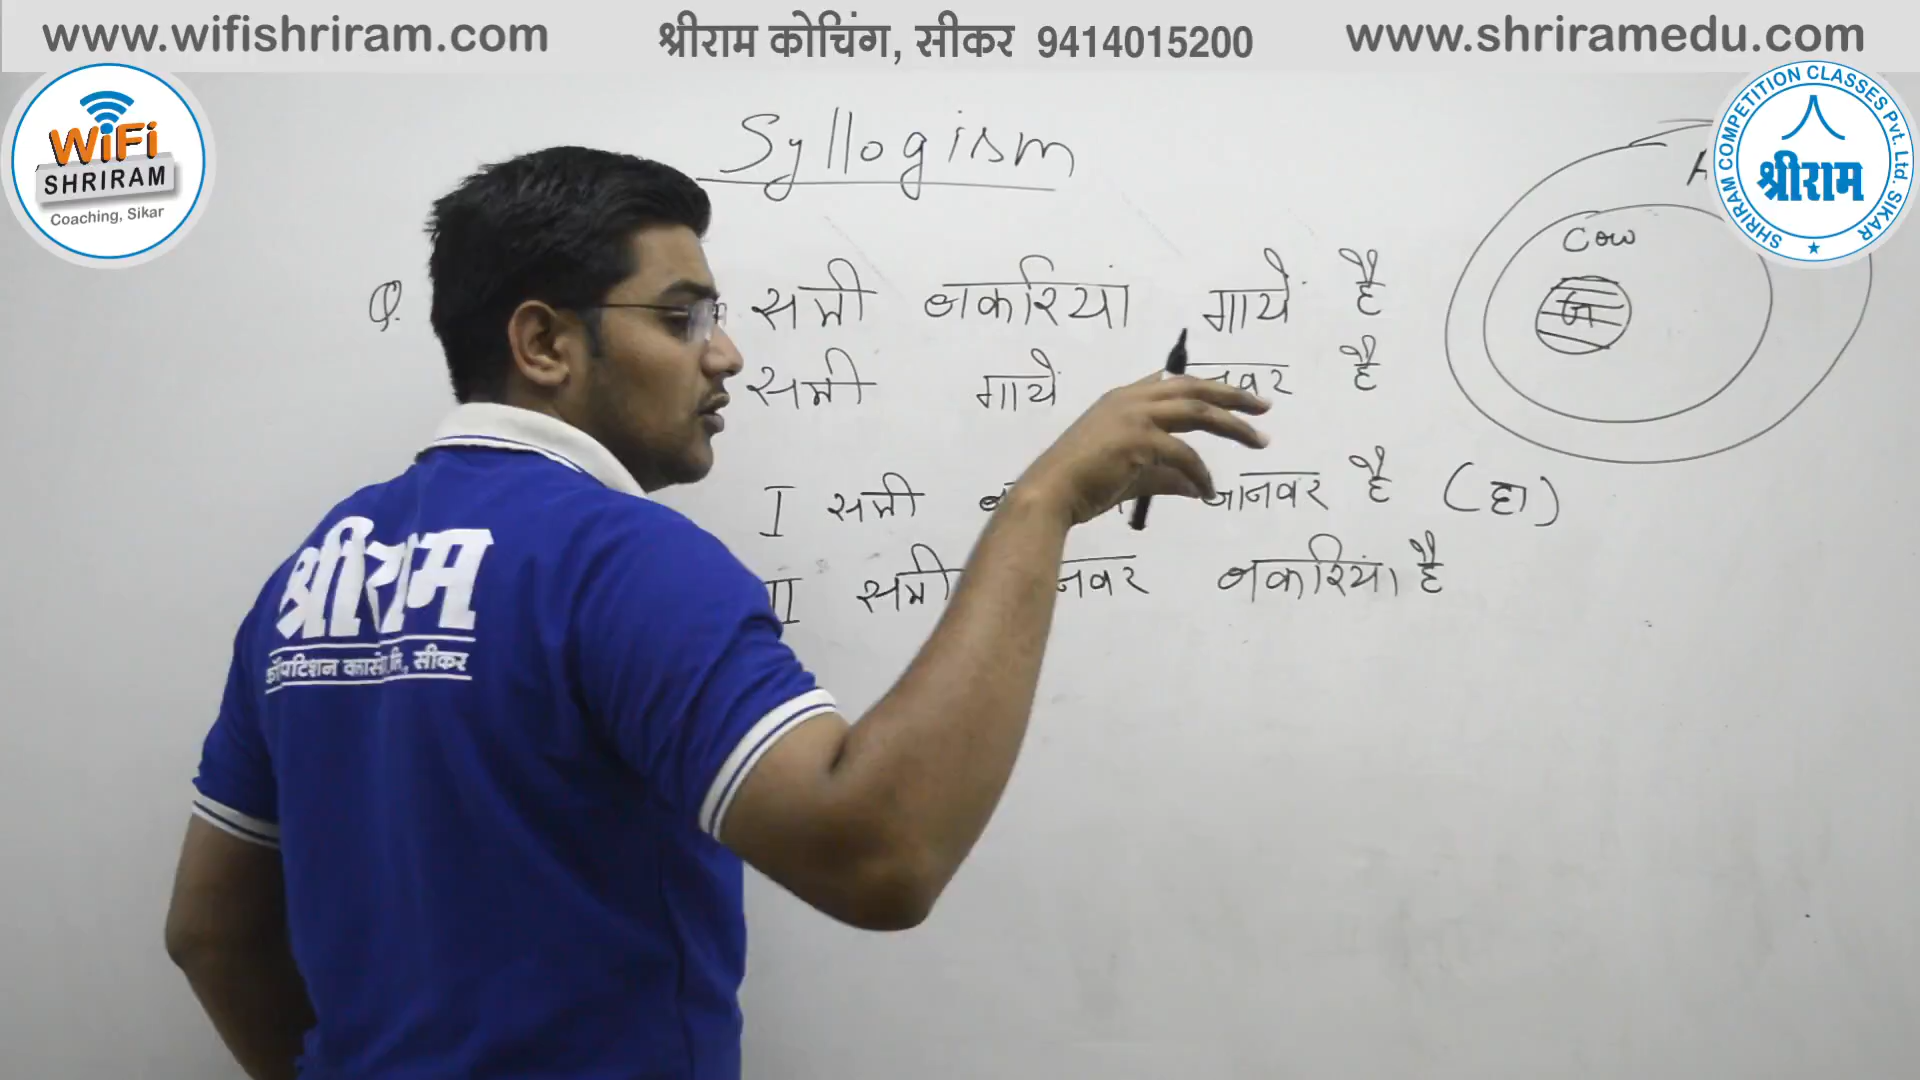 www.wifishriram.com श्रीराम कोचिंग, सीकर 9414015200 www.shriramedu.com
WiFi
SHRIRAM
Coaching, Sikar
SHRIRAM COMPETITION CLASSES Pvt. Ltd. SIKAR
श्रीराम
Syllogism
Cow
Q. सभी बकरियां गायें है
सभी गायें है
I सभी जानवर है (हा)
II सभी बकरियां है
श्रीराम
सीकर